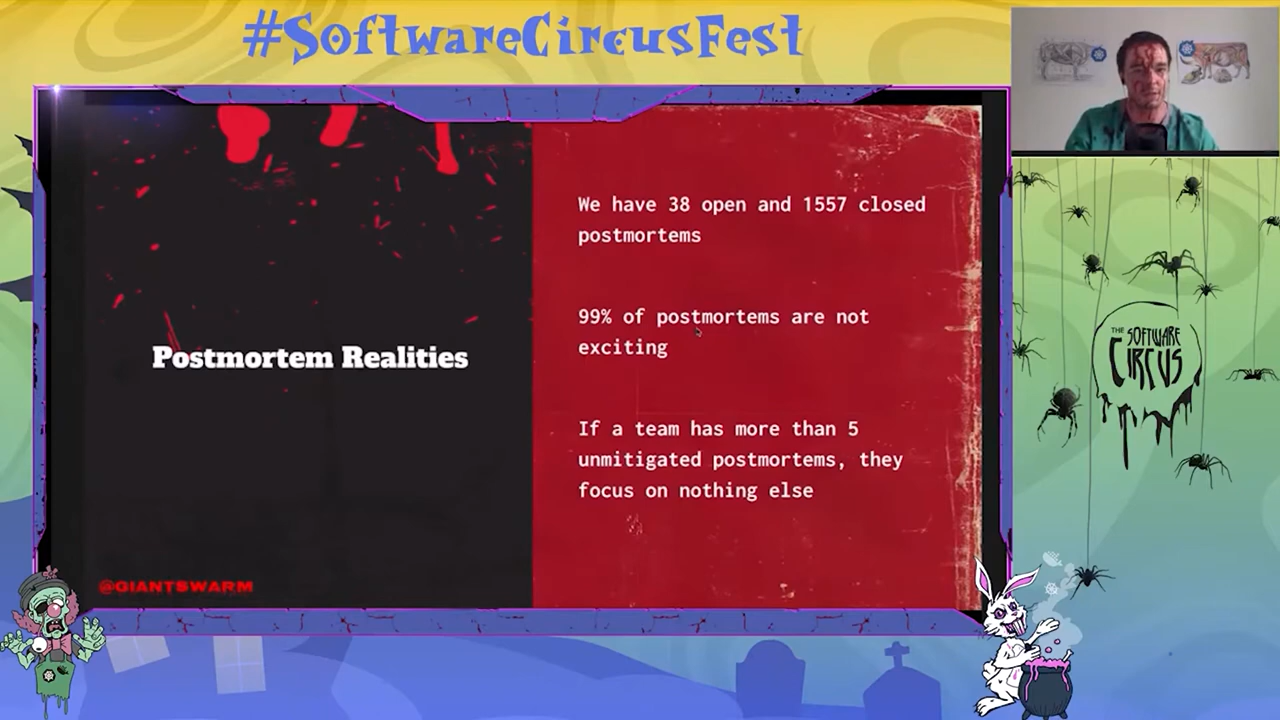 #SoftwareCircusFest
We have 38 open and 1557 closed
postmortems
99% of postmortems are not
exciting
Postmortem Realities
If a team has more than 5
unmitigated postmortems, they
focus on nothing else
@GIANTSWARM
THE SOFTWARE
CIRCUS